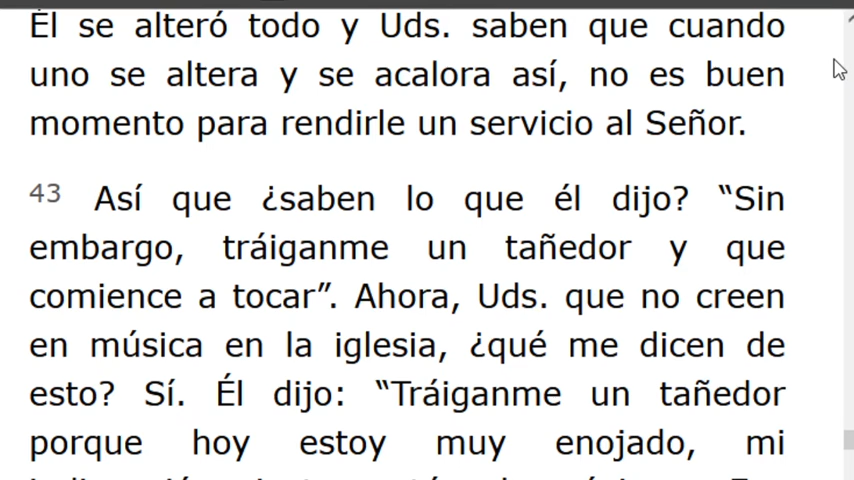 Él se alteró todo y Uds. saben que cuando
uno se altera y se acalora así, no es buen
momento para rendirle un servicio al Señor.
43 Así que ¿saben lo que él dijo? “Sin
embargo, tráiganme un tañedor y que
comience a tocar”. Ahora, Uds. que no creen
en música en la iglesia, ¿qué me dicen de
esto? Sí. Él dijo: “Tráiganme un tañedor
porque hoy estoy muy enojado, mi